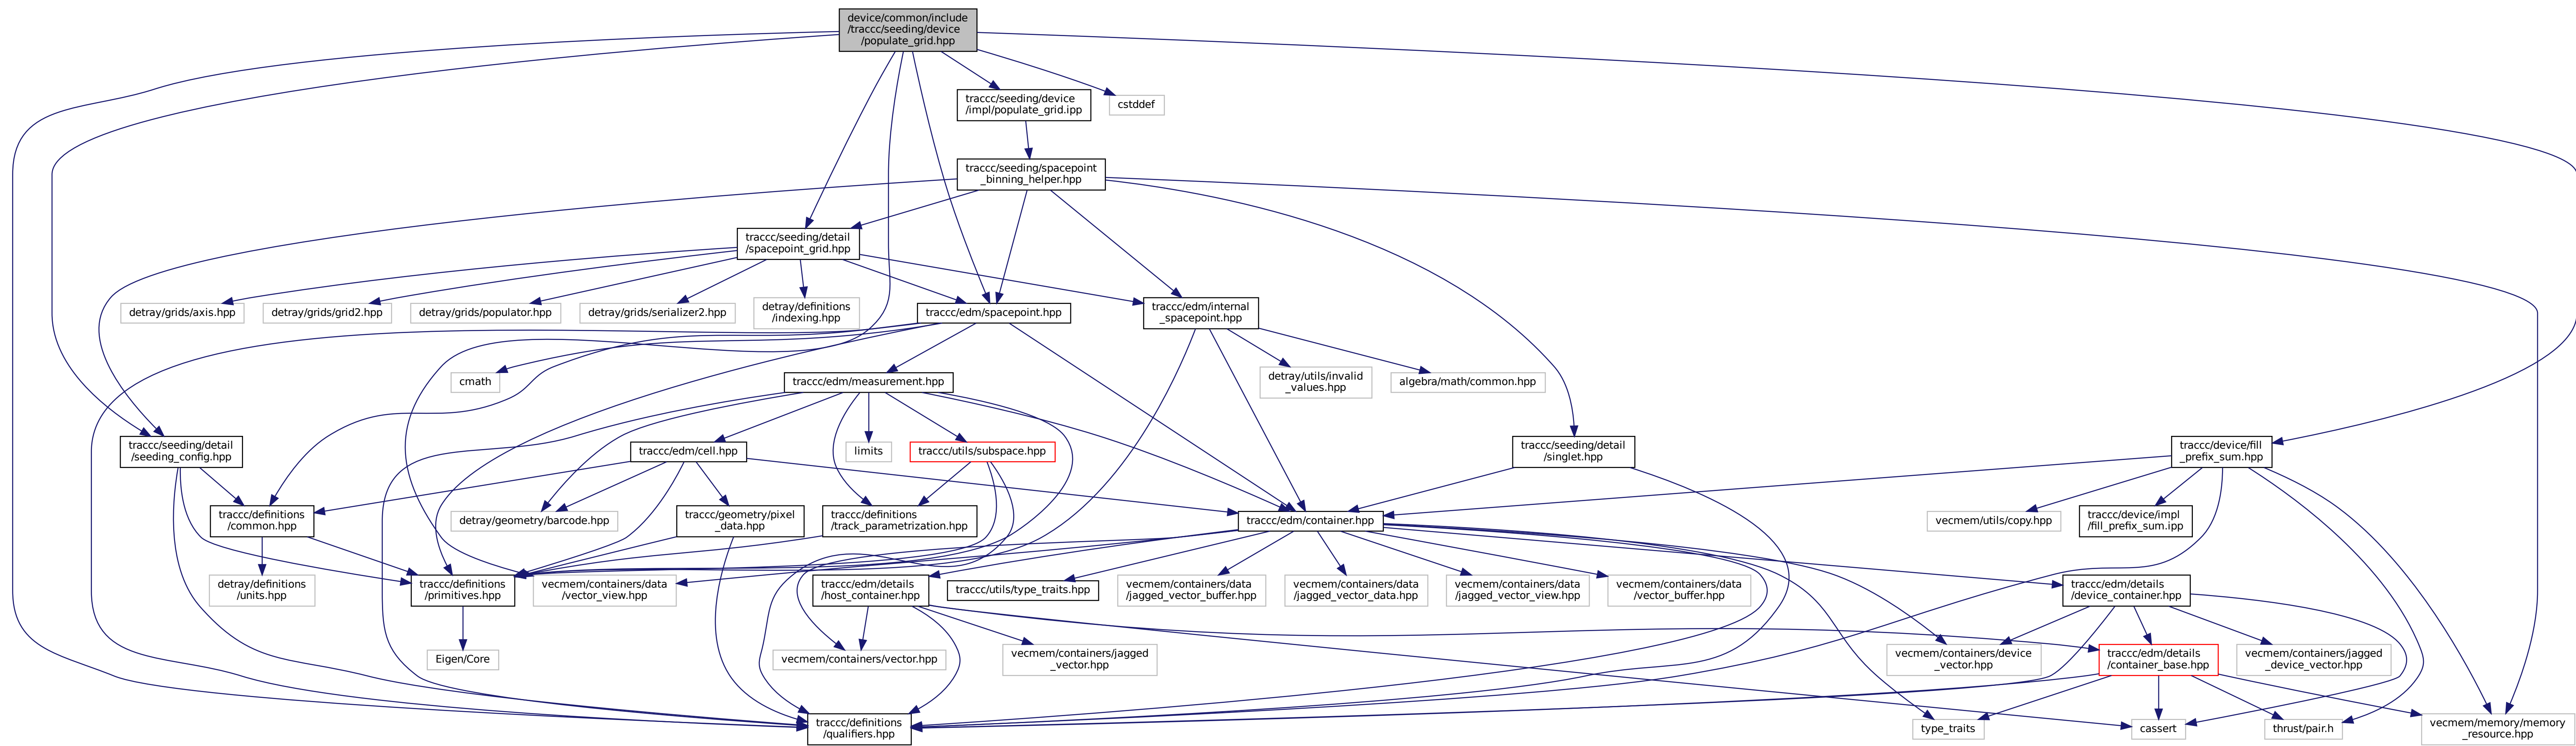 device/common/include
/traccc/seeding/device
/populate_grid.hpp
traccc/seeding/device
/impl/populate_grid.ipp
cstddef
traccc/seeding/spacepoint
_binning_helper.hpp
traccc/seeding/detail
/spacepoint_grid.hpp
detray/grids/axis.hpp
detray/grids/grid2.hpp
detray/grids/populator.hpp
detray/grids/serializer2.hpp
detray/definitions
/indexing.hpp
traccc/edm/spacepoint.hpp
traccc/edm/internal
_spacepoint.hpp
cmath
traccc/edm/measurement.hpp
detray/utils/invalid
_values.hpp
algebra/math/common.hpp
traccc/seeding/detail
/seeding_config.hpp
traccc/edm/cell.hpp
limits
traccc/utils/subspace.hpp
traccc/seeding/detail
/singlet.hpp
traccc/device/fill
_prefix_sum.hpp
traccc/definitions
/common.hpp
detray/geometry/barcode.hpp
traccc/geometry/pixel
_data.hpp
traccc/definitions
/track_parametrization.hpp
traccc/edm/container.hpp
vecmem/utils/copy.hpp
traccc/device/impl
/fill_prefix_sum.ipp
detray/definitions
/units.hpp
traccc/definitions
/primitives.hpp
vecmem/containers/data
/vector_view.hpp
traccc/edm/details
/host_container.hpp
traccc/utils/type_traits.hpp
vecmem/containers/data
/jagged_vector_buffer.hpp
vecmem/containers/data
/jagged_vector_data.hpp
vecmem/containers/data
/jagged_vector_view.hpp
vecmem/containers/data
/vector_buffer.hpp
traccc/edm/details
/device_container.hpp
Eigen/Core
vecmem/containers/vector.hpp
vecmem/containers/jagged
_vector.hpp
vecmem/containers/device
_vector.hpp
traccc/edm/details
/container_base.hpp
vecmem/containers/jagged
_device_vector.hpp
traccc/definitions
/qualifiers.hpp
type_traits
cassert
thrust/pair.h
vecmem/memory/memory
_resource.hpp